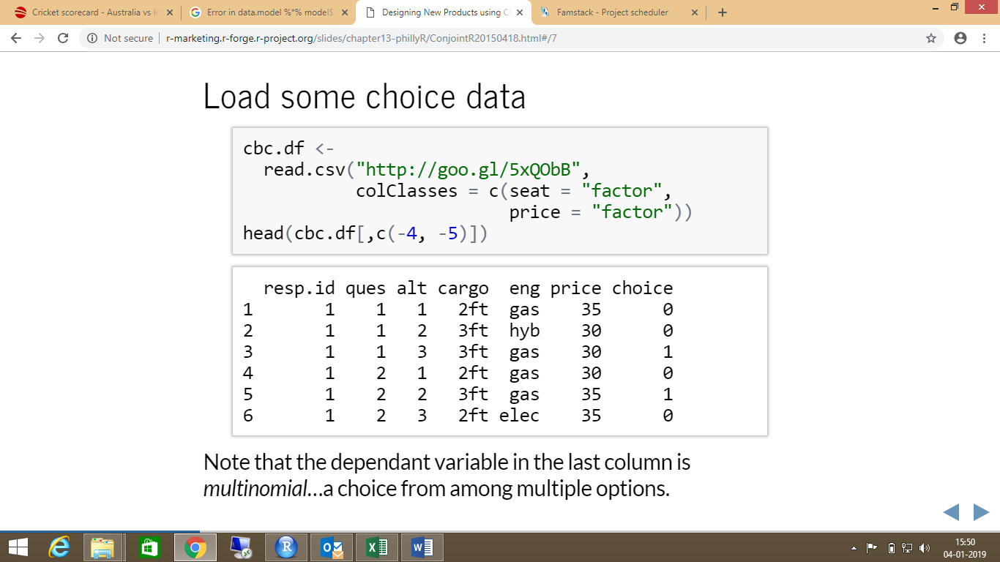 Cricket scorecard - Australia vs In
Error in data.model %*% model$
Designing New Products using C
Famstack - Project scheduler
Not secure
r-marketing.r-forge.r-project.org/slides/chapter13-phillyR/ConjointR20150418.html#/7
Load some choice data
cbc.df <-
read.csv("http://goo.gl/5xQObB",
colClasses = c(seat = "factor",
price = "factor"))
head(cbc.df[,c(-4, -5)])
resp.id ques alt cargo eng price choice
1 1 1 1 2ft gas 35 0
2 1 1 2 3ft hyb 30 0
3 1 1 3 3ft gas 30 1
4 1 2 1 2ft gas 30 0
5 1 2 2 3ft gas 35 1
6 1 2 3 2ft elec 35 0
Note that the dependant variable in the last column is
multinomial…a choice from among multiple options.
15:50
04-01-2019